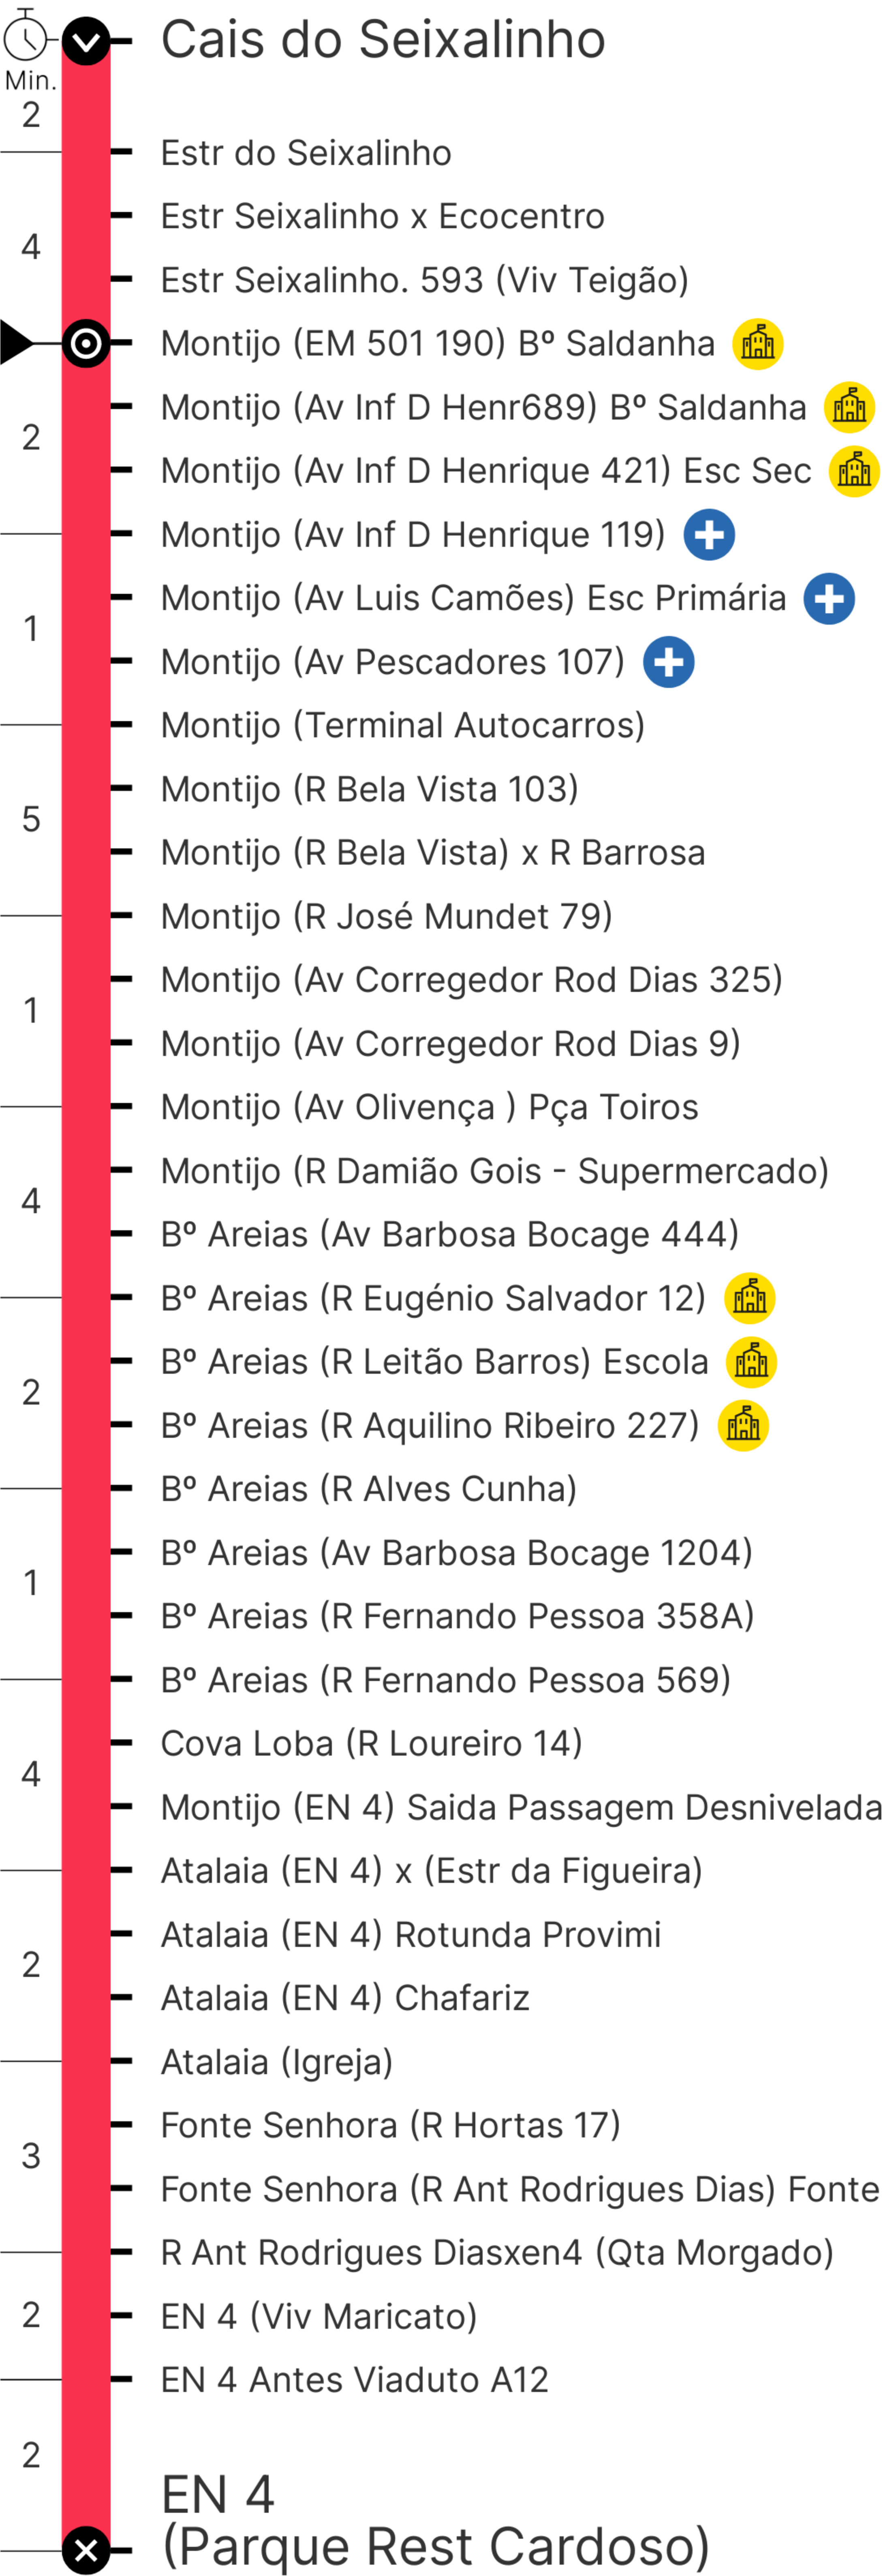 Cais do Seixalinho
Min.
2
Estr do Seixalinho
Estr Seixalinho x Ecocentro
4
Estr Seixalinho. 593 (Viv Teigão)
Montijo (EM 501 190) Bº Saldanha
Montijo (Av Inf D Henr689) Bº Saldanha
2
Montijo (Av Inf D Henrique 421) Esc Sec
Montijo (Av Inf D Henrique 119)
Montijo (Av Luis Camões) Esc Primária
1
Montijo (Av Pescadores 107)
Montijo (Terminal Autocarros)
Montijo (R Bela Vista 103)
5
Montijo (R Bela Vista) x R Barrosa
Montijo (R José Mundet 79)
Montijo (Av Corregedor Rod Dias 325)
1
Montijo (Av Corregedor Rod Dias 9)
Montijo (Av Olivença ) Pça Toiros
Montijo (R Damião Gois - Supermercado)
4
Bº Areias (Av Barbosa Bocage 444)
Bº Areias (R Eugénio Salvador 12)
Bº Areias (R Leitão Barros) Escola
2
Bº Areias (R Aquilino Ribeiro 227)
Bº Areias (R Alves Cunha)
Bº Areias (Av Barbosa Bocage 1204)
1
Bº Areias (R Fernando Pessoa 358A)
Bº Areias (R Fernando Pessoa 569)
Cova Loba (R Loureiro 14)
4
Montijo (EN 4) Saida Passagem Desnivelada
Atalaia (EN 4) x (Estr da Figueira)
Atalaia (EN 4) Rotunda Provimi
2
Atalaia (EN 4) Chafariz
Atalaia (Igreja)
Fonte Senhora (R Hortas 17)
3
Fonte Senhora (R Ant Rodrigues Dias) Fonte
R Ant Rodrigues Diasxen4 (Qta Morgado)
2
EN 4 (Viv Maricato)
EN 4 Antes Viaduto A12
2
EN 4
(Parque Rest Cardoso)